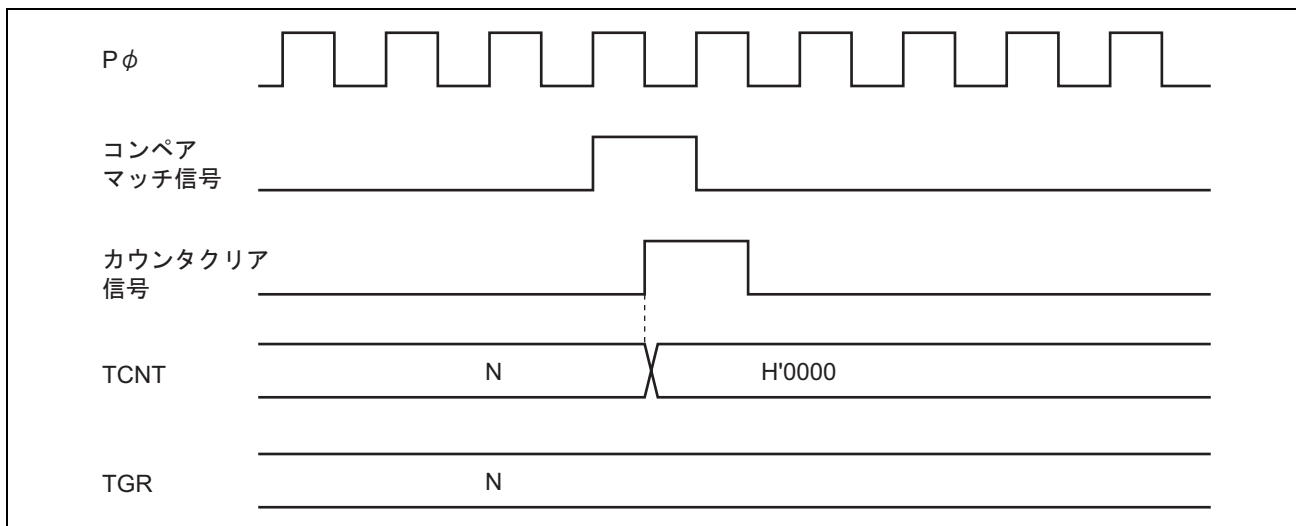 Pφ
コンペア
マッチ信号
カウンタクリア
信号
TCNT N H'0000
TGR N